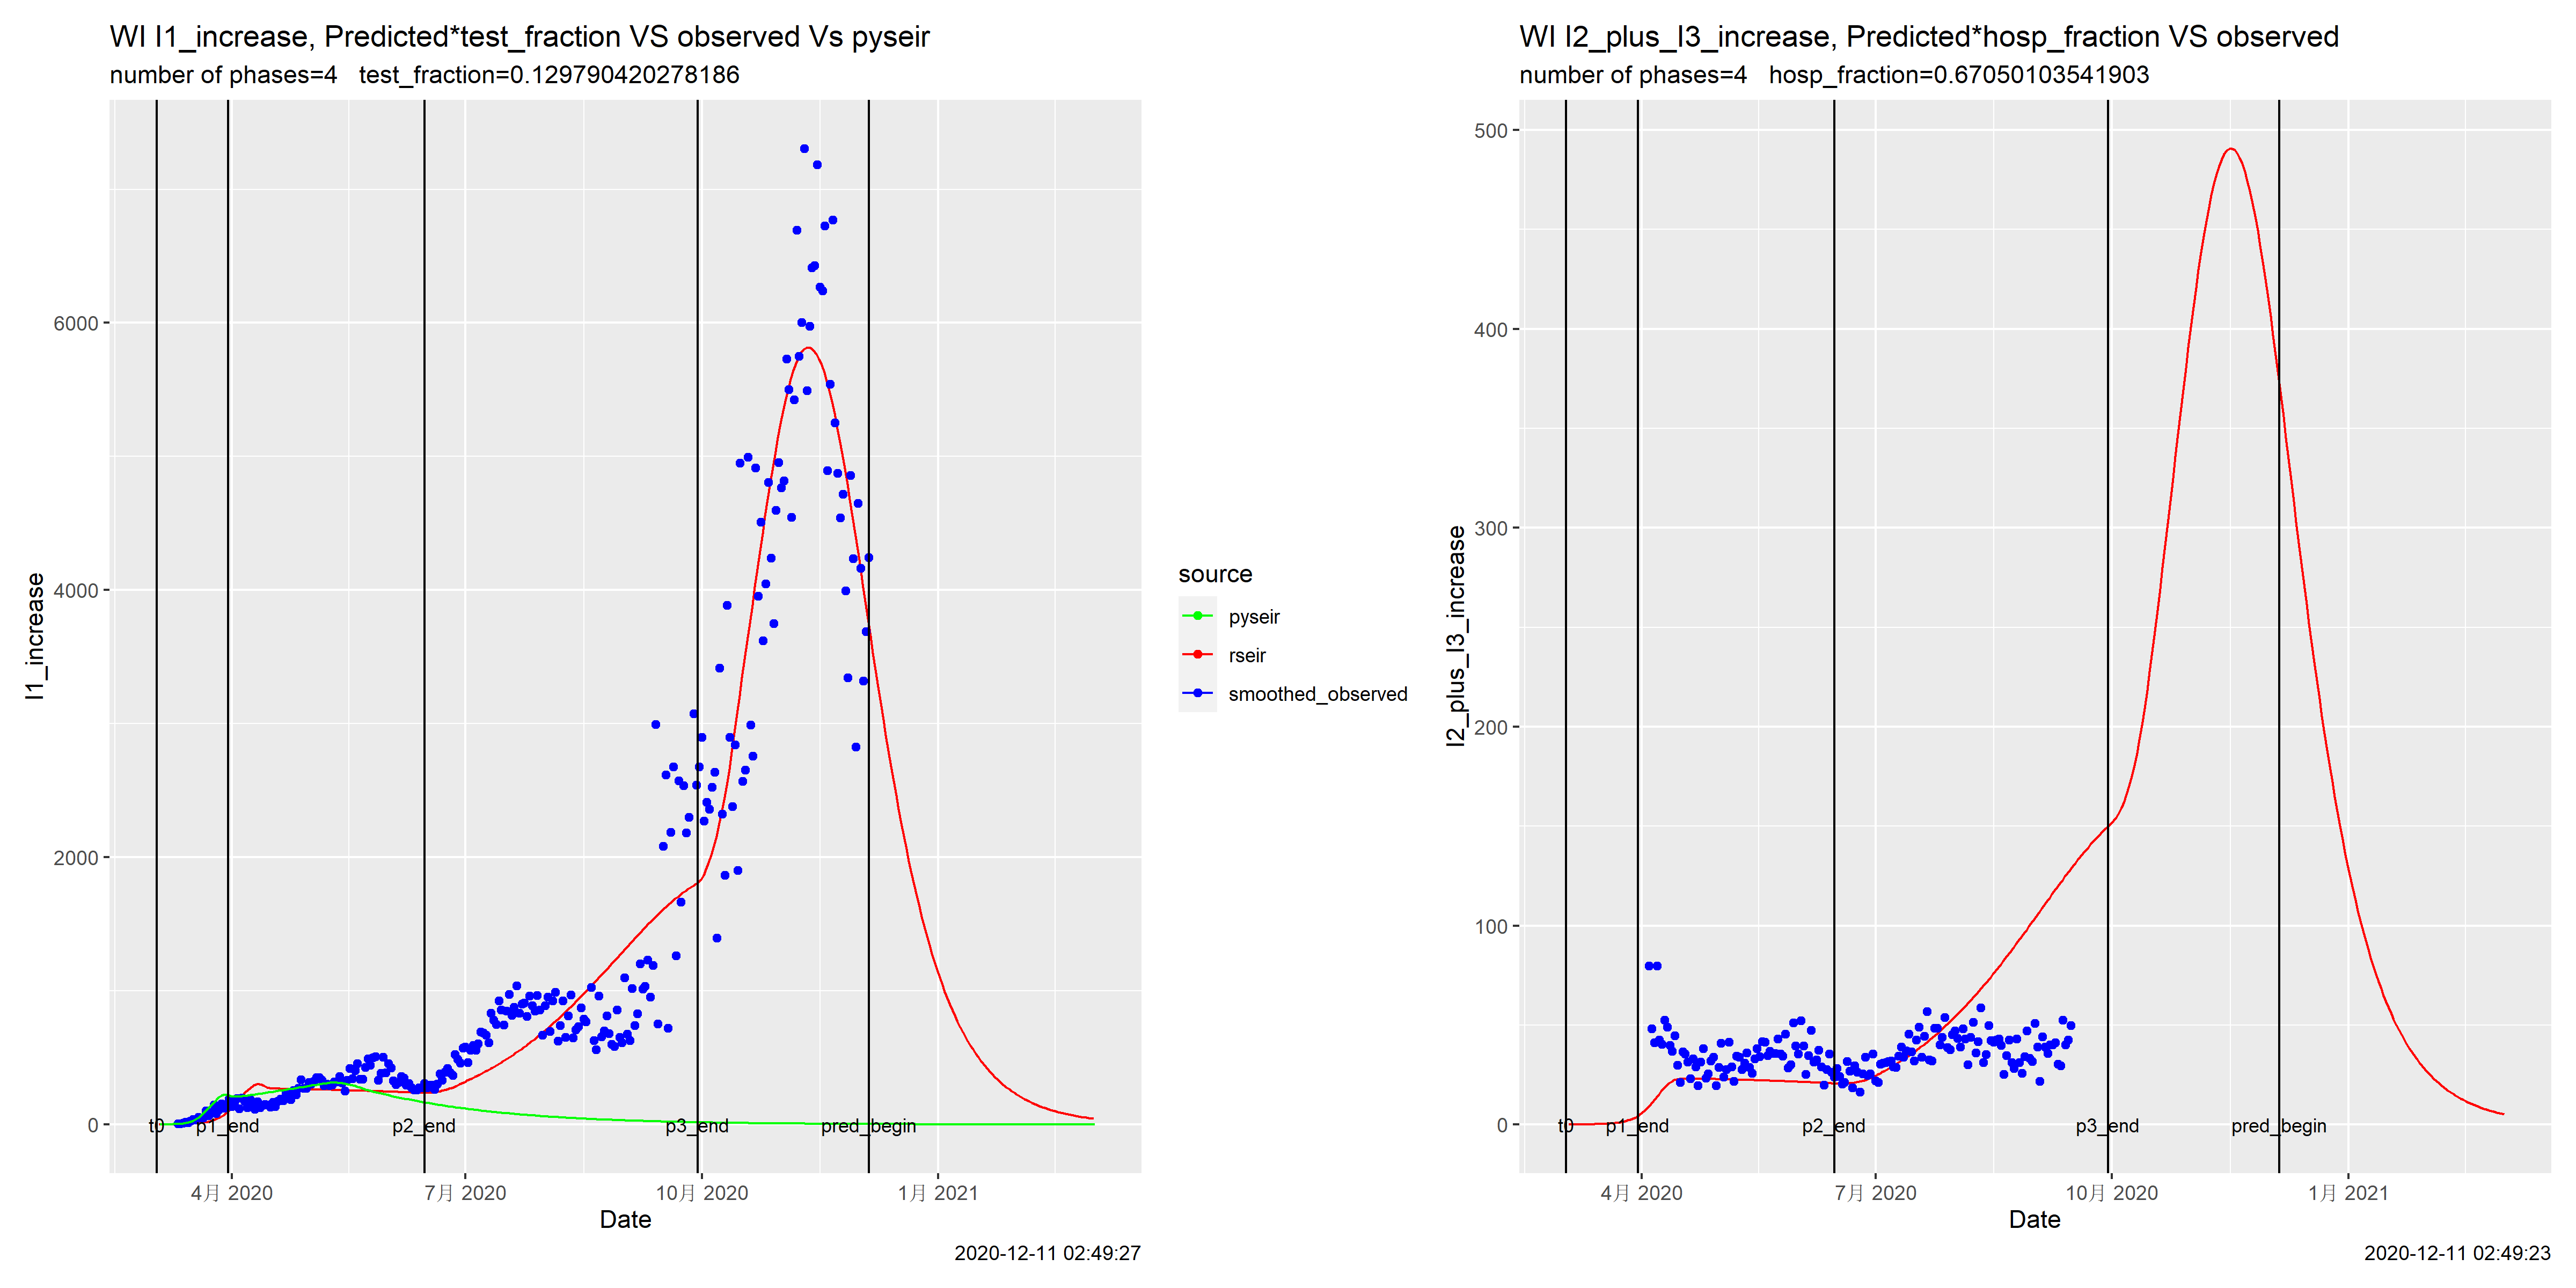 WI I1_increase, Predicted*test_fraction VS observed Vs pyseir
number of phases=4   test_fraction=0.129790420278186
I1_increase
6000
4000
2000
0
t0
p1_end
p2_end
p3_end
pred_begin
4月 2020
7月 2020
10月 2020
1月 2021
Date
2020-12-11 02:49:27
source
pyseir
rseir
smoothed_observed
WI I2_plus_I3_increase, Predicted*hosp_fraction VS observed
number of phases=4   hosp_fraction=0.67050103541903
I2_plus_I3_increase
500
400
300
200
100
0
t0
p1_end
p2_end
p3_end
pred_begin
4月 2020
7月 2020
10月 2020
1月 2021
Date
2020-12-11 02:49:23